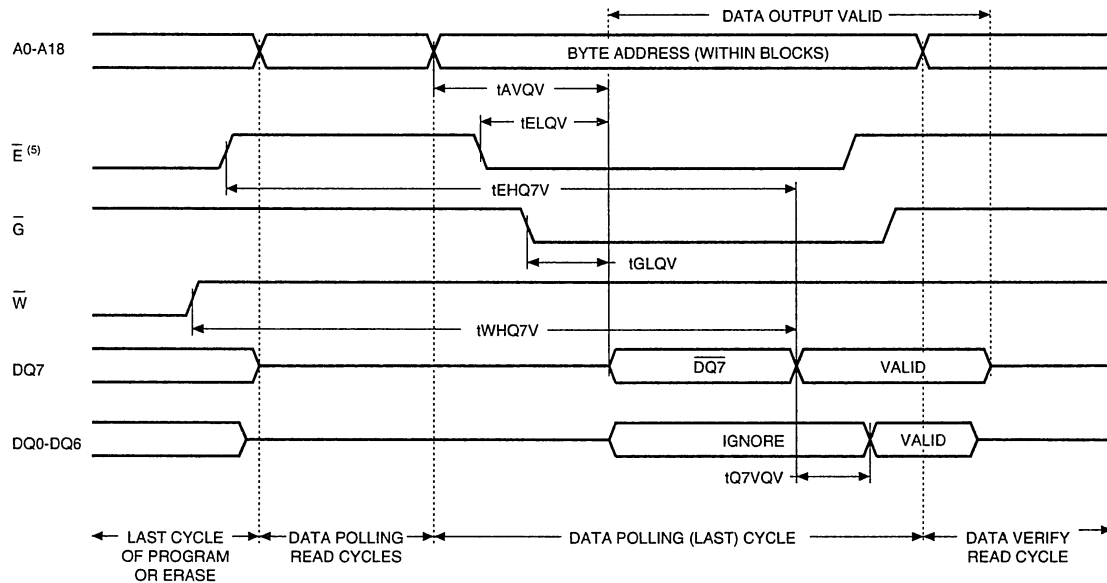 DATA OUTPUT VALID
A0-A18
BYTE ADDRESS (WITHIN BLOCKS)
tAVQV
tELQV
E (5)
tEHQ7V
G
tGLQV
W
tWHQ7V
DQ7
DQ7
VALID
DQ0-DQ6
IGNORE
VALID
tQ7VQV
LAST CYCLE
OF PROGRAM
OR ERASE
DATA POLLING
READ CYCLES
DATA POLLING (LAST) CYCLE
DATA VERIFY
READ CYCLE